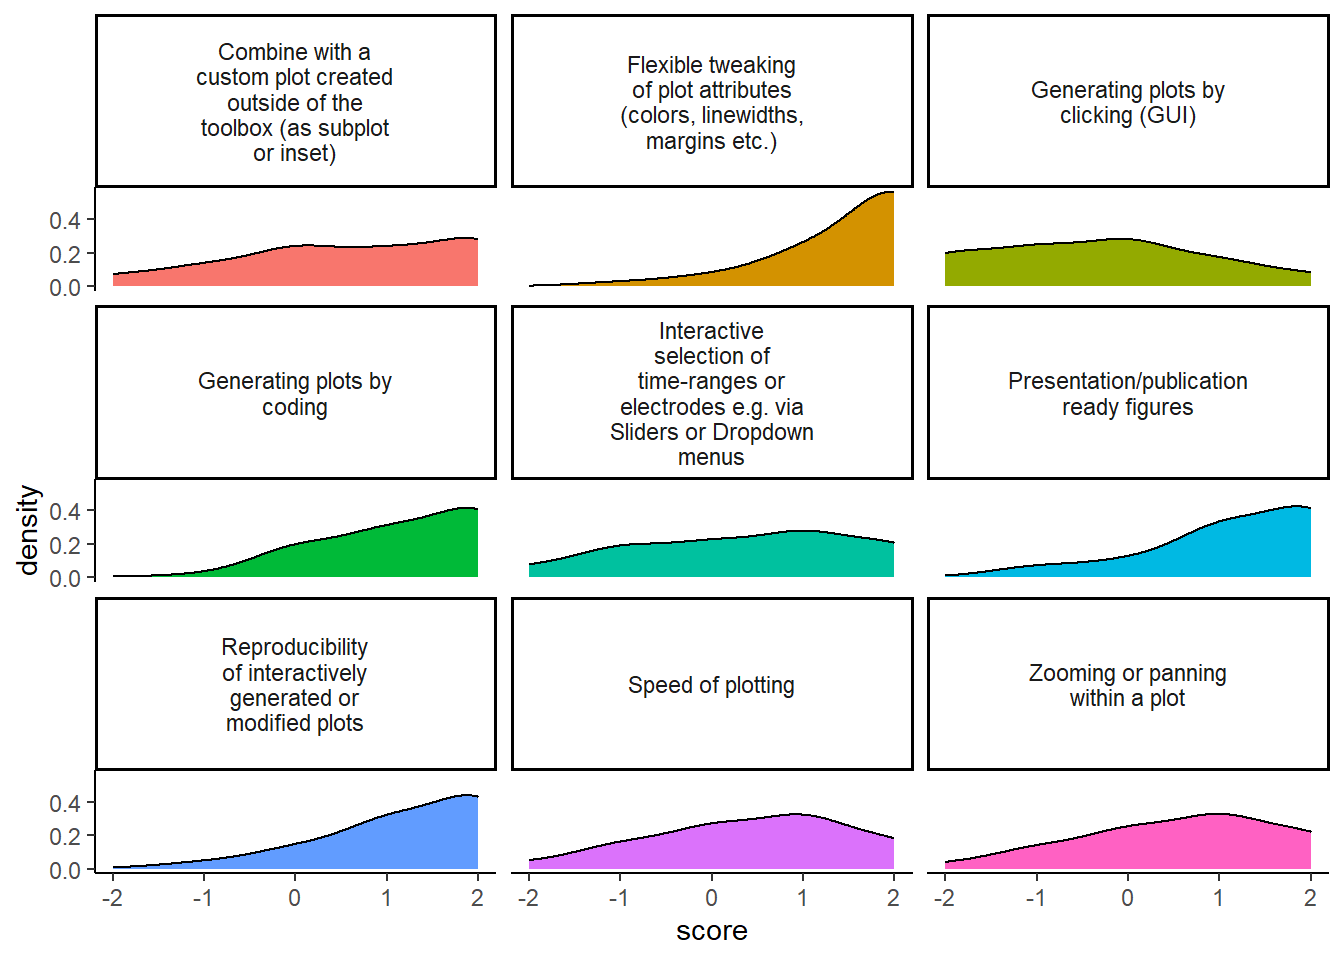 Combine with a
custom plot created
outside of the
toolbox (as subplot
or inset)
Flexible tweaking
of plot attributes
(colors, linewidths,
margins etc.)
Generating plots by
clicking (GUI)
0.4
0.2
0.0
Generating plots by
coding
Interactive
selection of
time-ranges or
electrodes e.g. via
Sliders or Dropdown
menus
Presentation/publication
ready figures
density
0.4
0.2
0.0
Reproducibility
of interactively
generated or
modified plots
Speed of plotting
Zooming or panning
within a plot
0.4
0.2
0.0
-2 -1 0 1 2 -2 -1 0 1 2 -2 -1 0 1 2
score